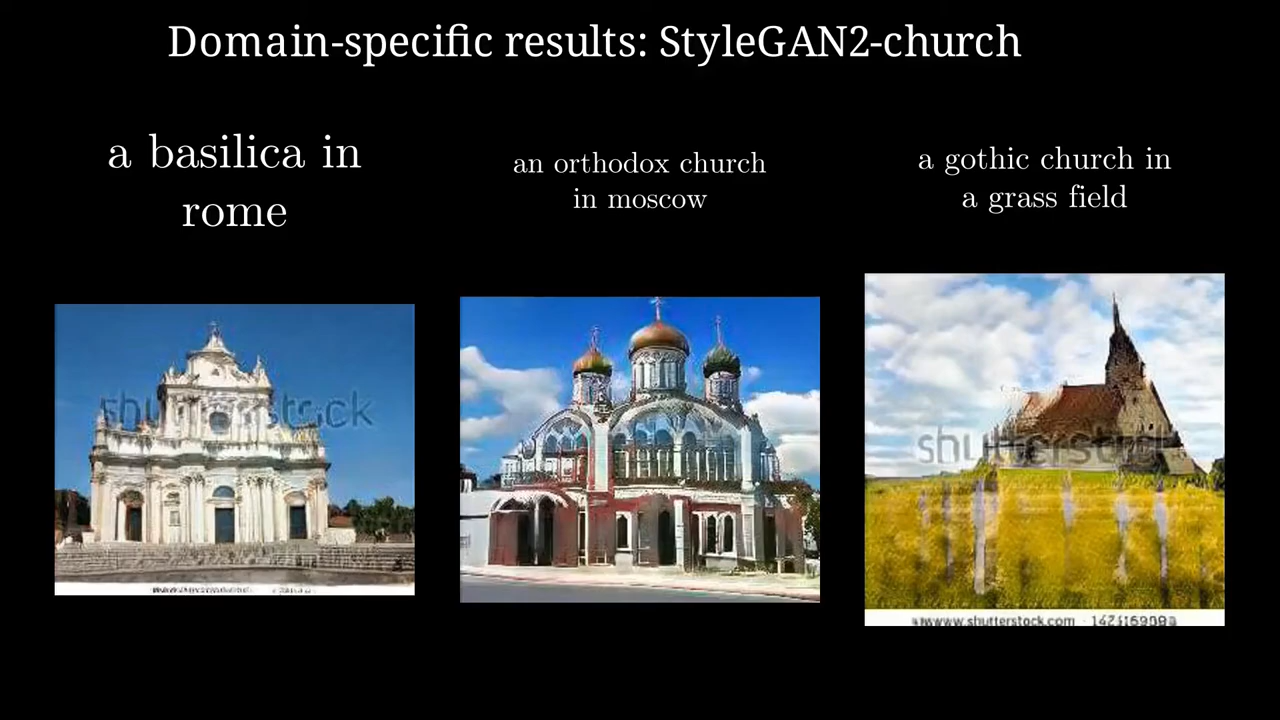 Domain-specific results: StyleGAN2-church
a basilica in
rome
an orthodox church
in moscow
a gothic church in
a grass field
shutterstock
shutterstock
www.shutterstock.com